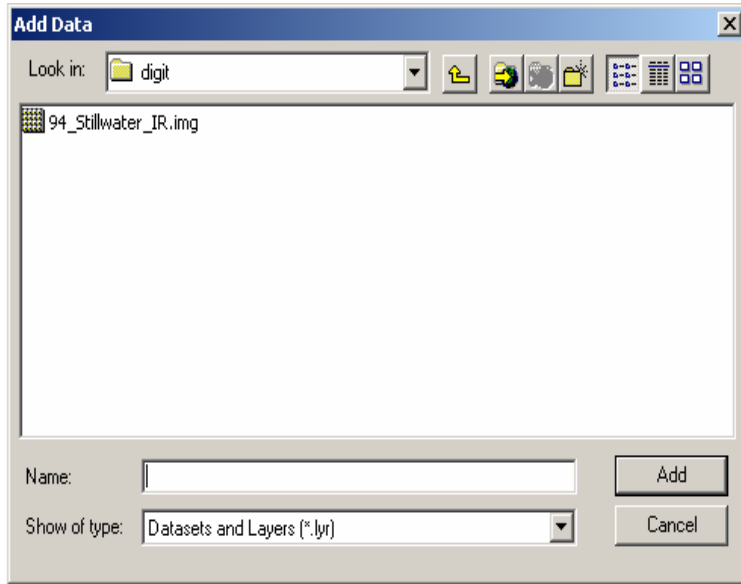 Add Data
Look in: digit
94_Stillwater_IR.img
Name: Add
Show of type: Datasets and Layers (*.lyr) Cancel